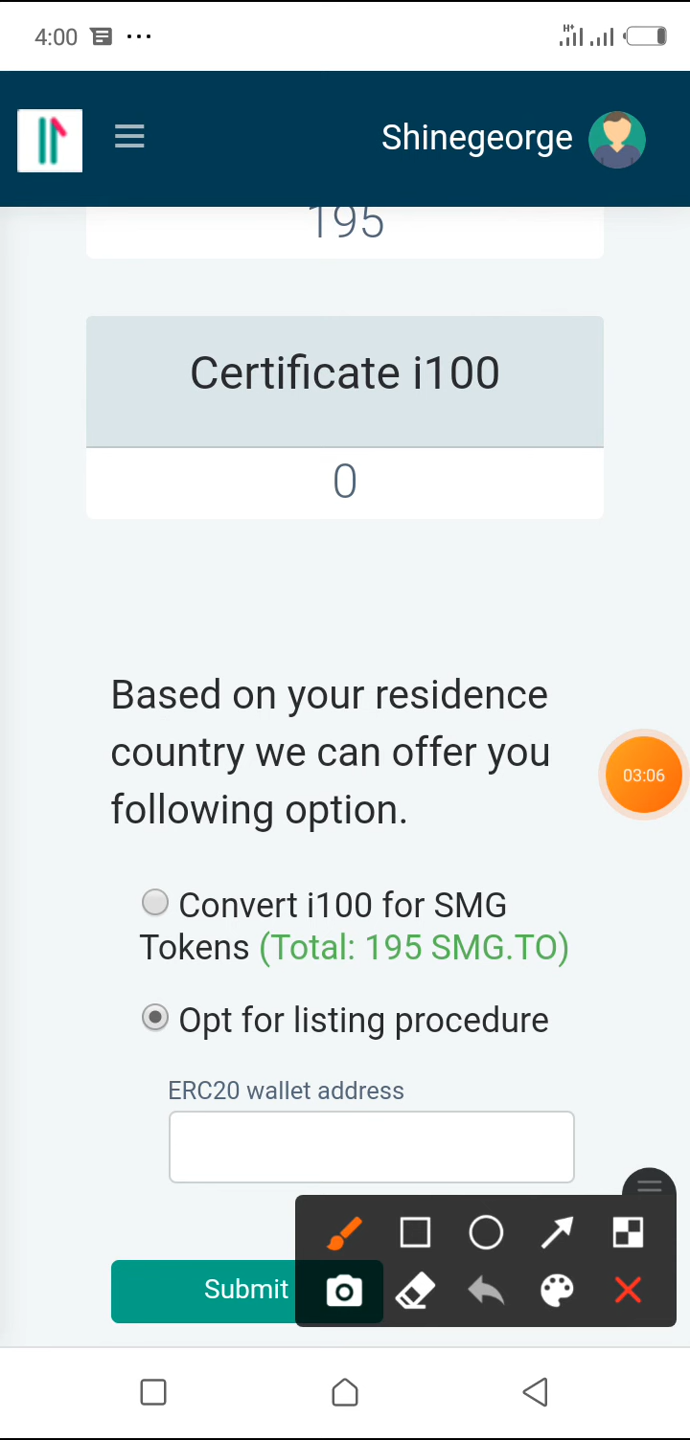 4:00
H+
Shinegeorge
195
Certificate i100
0
Based on your residence
country we can offer you
following option.
03:06
Convert i100 for SMG
Tokens (Total: 195 SMG.TO)
Opt for listing procedure
ERC20 wallet address
Submit